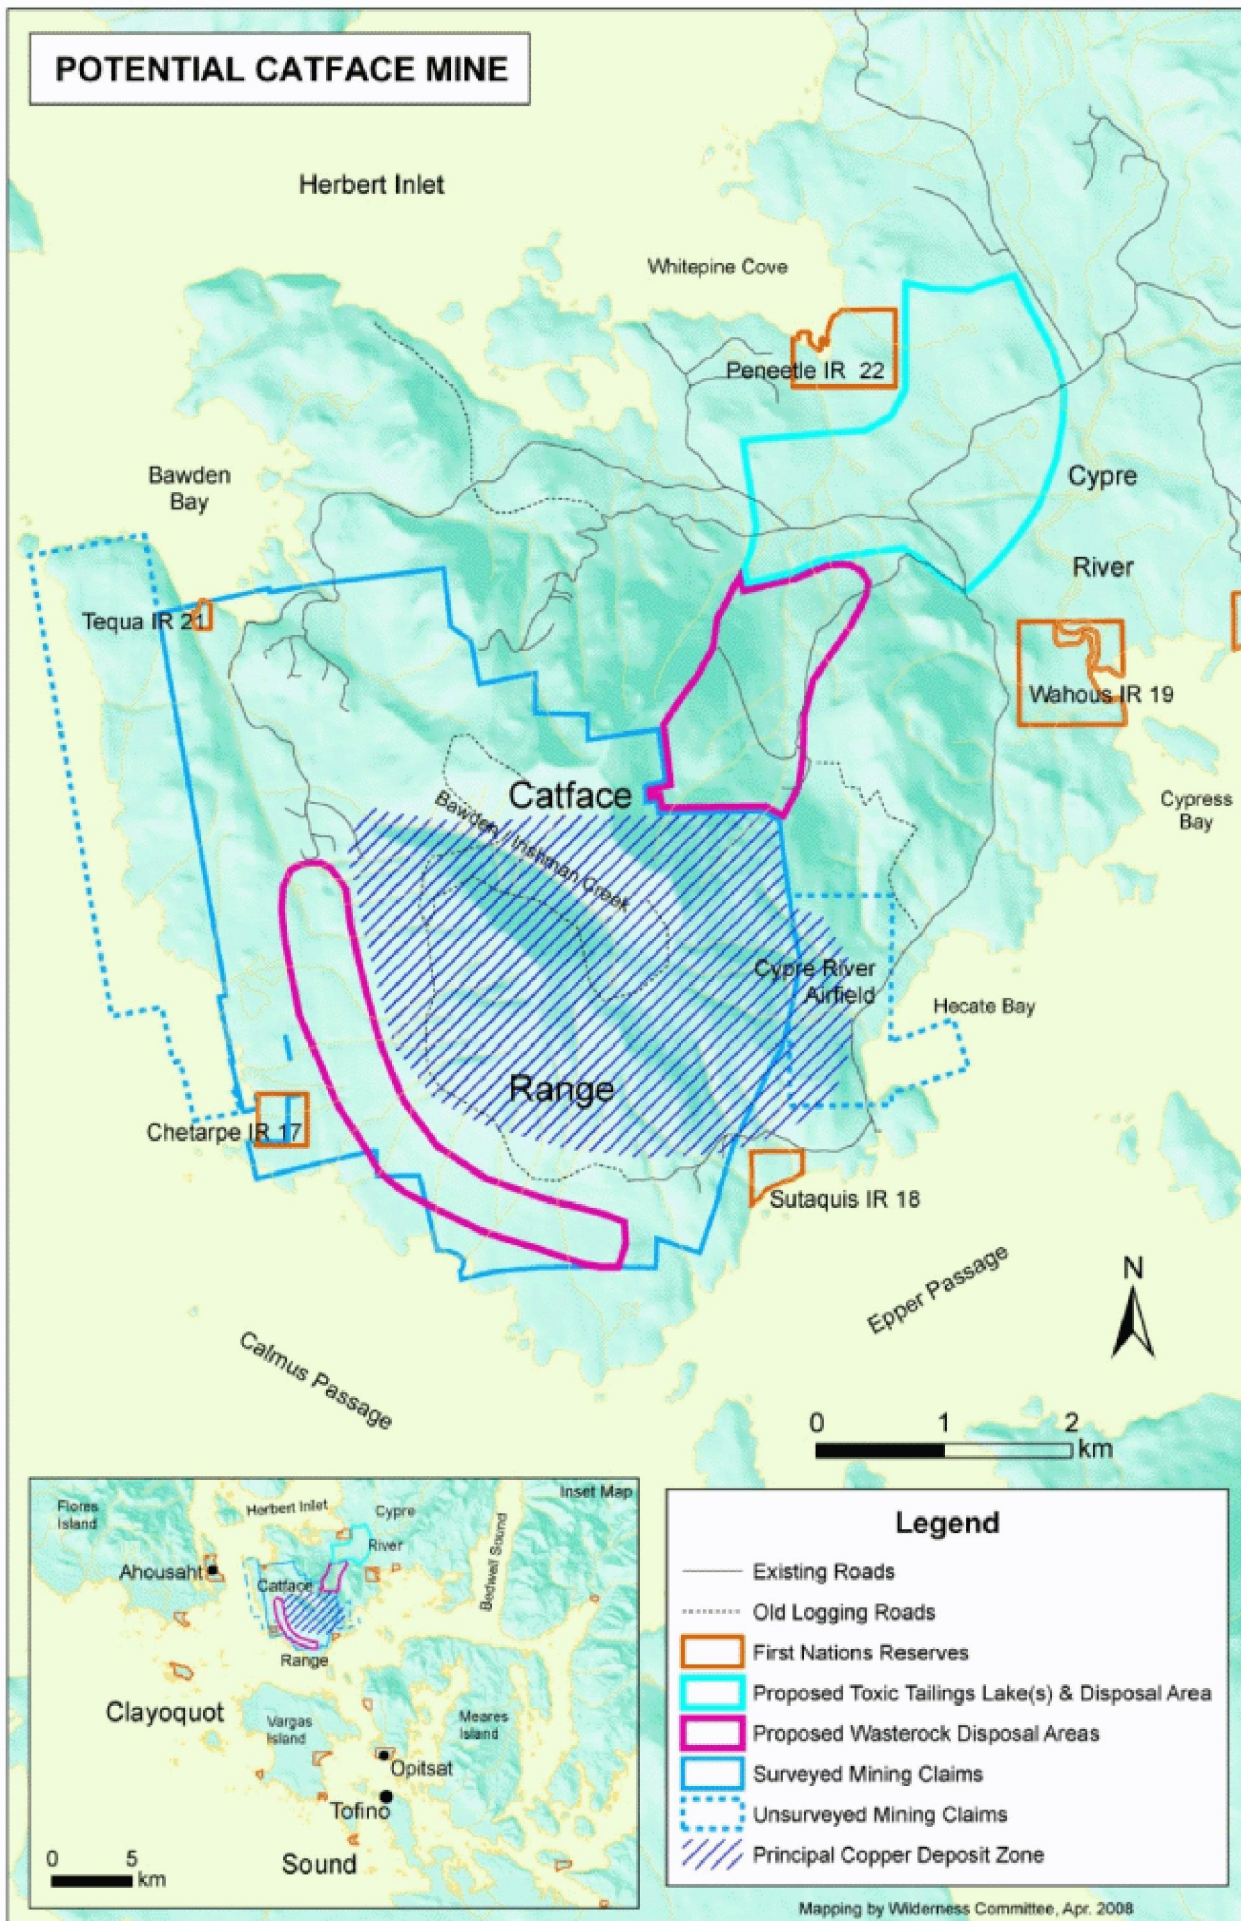 POTENTIAL CATFACE MINE
Herbert Inlet
Whitepine Cove
Peneetle IR 22
Bawden
Bay
Cypre
River
Tequa IR 21
Wahous IR 19
Catface
Bawden / Irishman Creek
Cypress
Bay
Cypre River
Airfield
Hecate Bay
Range
Chetarpe IR 17
Sutaquis IR 18
Epper Passage
N
Calmus Passage
0 1 2
km
Inset Map
Flores
Island
Herbert Inlet
Cypre
River
Bedwell Sound
Ahousaht
Catface
Range
Clayoquot
Vargas
Island
Meares
Island
Opitsat
Tofino
Sound
0 5
km
Legend
Existing Roads
Old Logging Roads
First Nations Reserves
Proposed Toxic Tailings Lake(s) & Disposal Area
Proposed Wasterock Disposal Areas
Surveyed Mining Claims
Unsurveyed Mining Claims
Principal Copper Deposit Zone
Mapping by Wilderness Committee, Apr. 2008